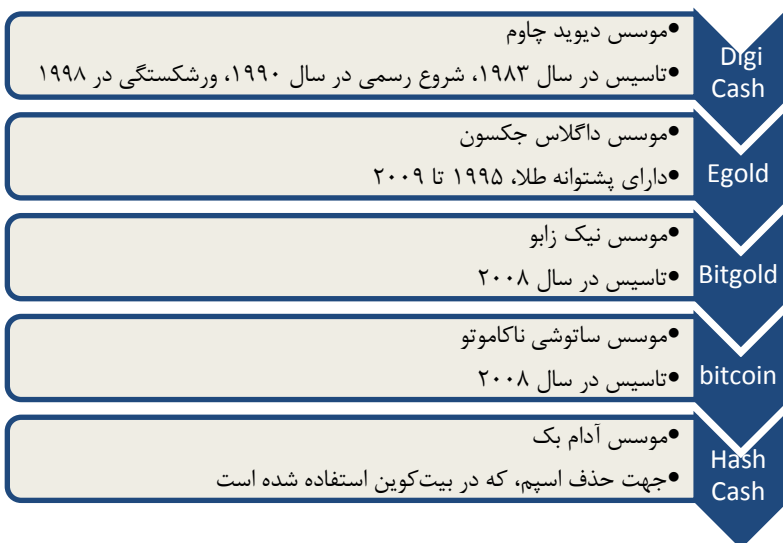 Digi
Cash
•موسس دیوید چاوم
•تاسیس در سال ۱۹۸۳، شروع رسمی در سال ۱۹۹۰، ورشکستگی در ۱۹۹۸
Egold
•موسس داگلاس جکسون
•دارای پشتوانه طلا، ۱۹۹۵ تا ۲۰۰۹
Bitgold
•موسس نیک زابو
•تاسیس در سال ۲۰۰۸
bitcoin
•موسس ساتوشی ناکاموتو
•تاسیس در سال ۲۰۰۸
Hash
Cash
•موسس آدام بک
•جهت حذف اسپم، که در بیت‌کوین استفاده شده است